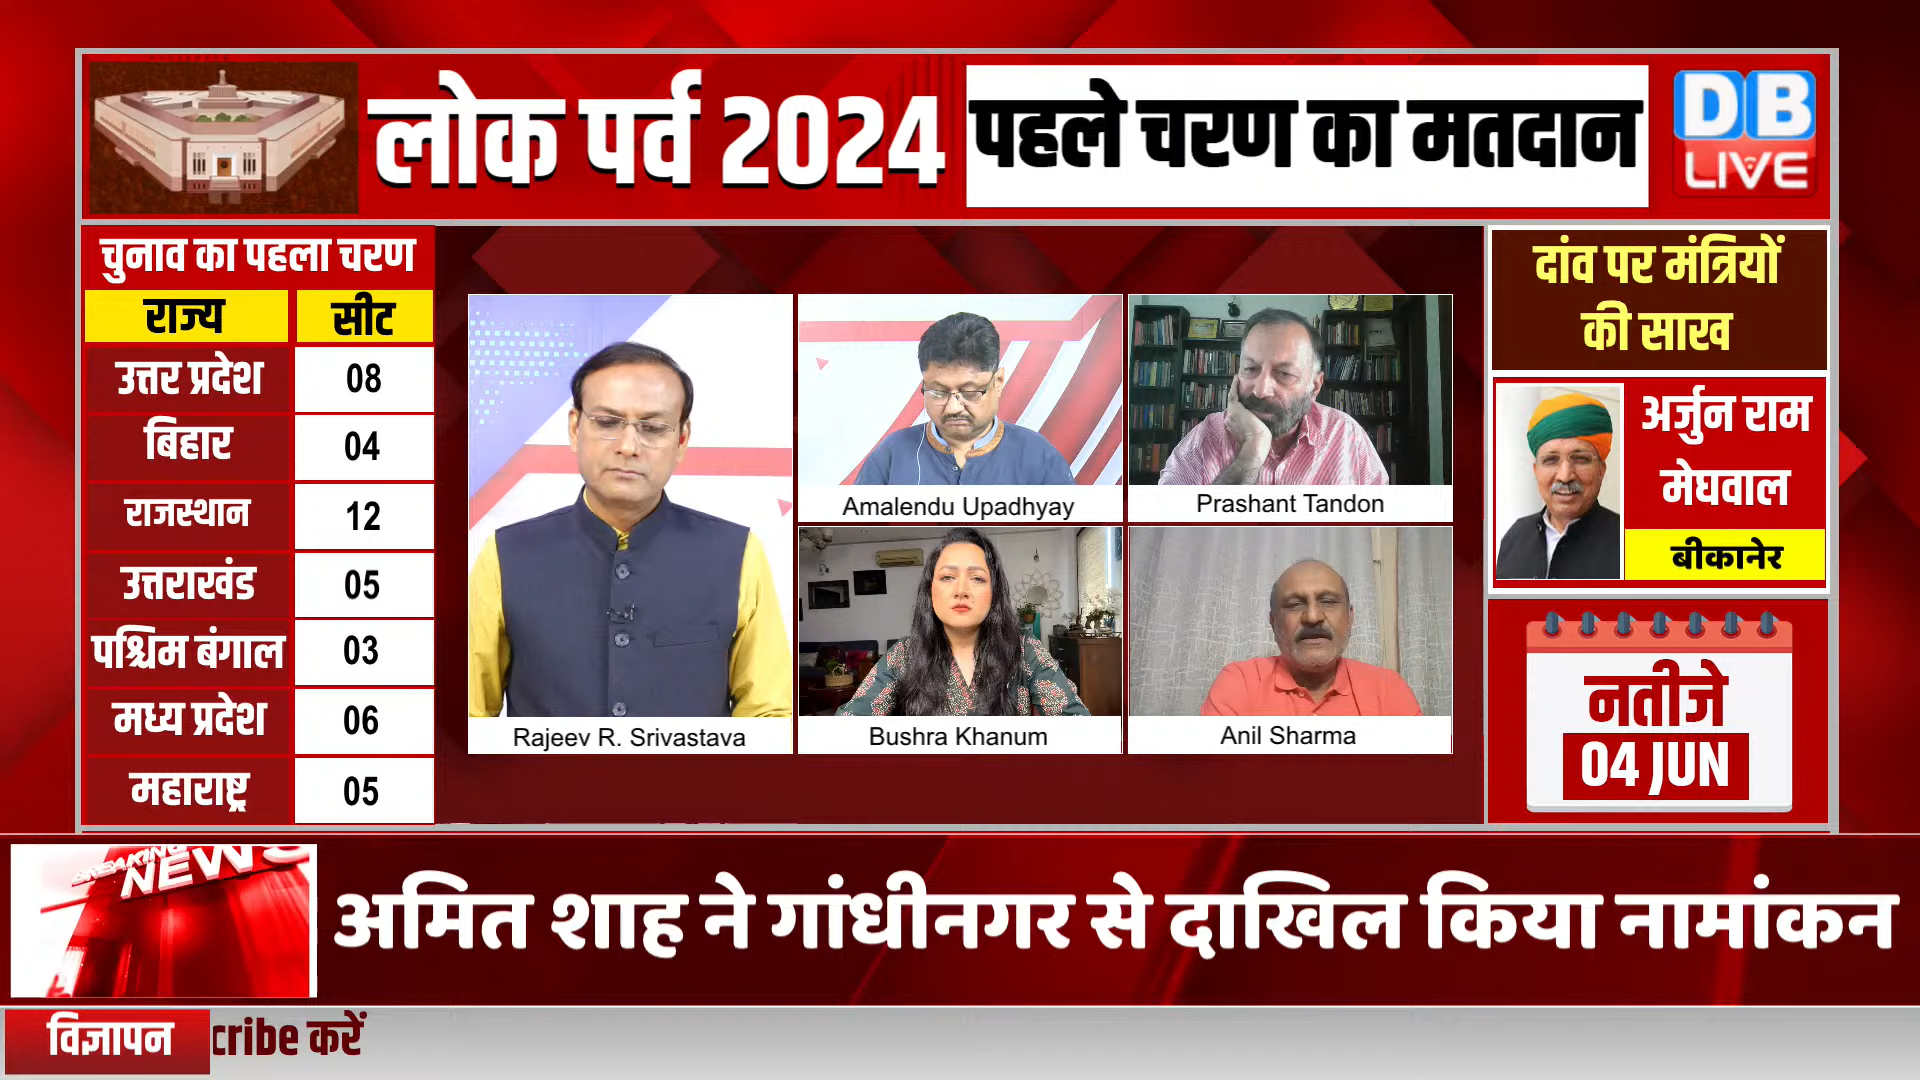 लोक पर्व 2024
पहले चरण का मतदान
DB
LIVE
चुनाव का पहला चरण
राज्य सीट
उत्तर प्रदेश 08
बिहार 04
राजस्थान 12
उत्तराखंड 05
पश्चिम बंगाल 03
मध्य प्रदेश 06
महाराष्ट्र 05
Rajeev R. Srivastava
Amalendu Upadhyay
Prashant Tandon
Bushra Khanum
Anil Sharma
दांव पर मंत्रियों
की साख
अर्जुन राम
मेघवाल
बीकानेर
नतीजे
04 JUN
BREAKING
NEWS
अमित शाह ने गांधीनगर से दाखिल किया नामांकन
विज्ञापन
cribe करें